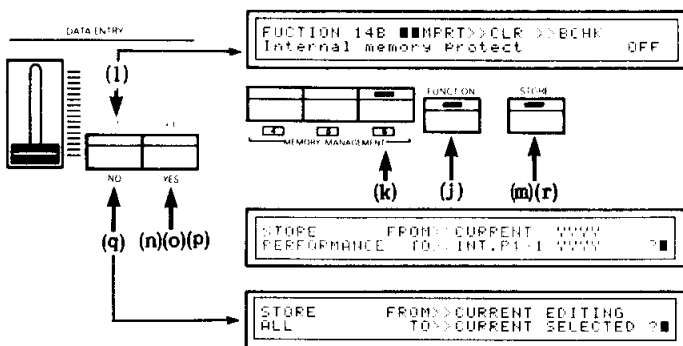 DATA ENTRY
FUCTION 14B ■■MPRT>>CLR >>BCHK
Internal memory Protect OFF
(l)
FUNCTION
STORE
MEMORY MANAGEMENT
(k) (j) (m)(r)
NO YES
(q) (n)(o)(p)
STORE FROM>>CURRENT
PERFORMANCE TO>>INT.P1-1 ?■
STORE FROM>>CURRENT EDITING
ALL TO>>CURRENT SELECTED ?■